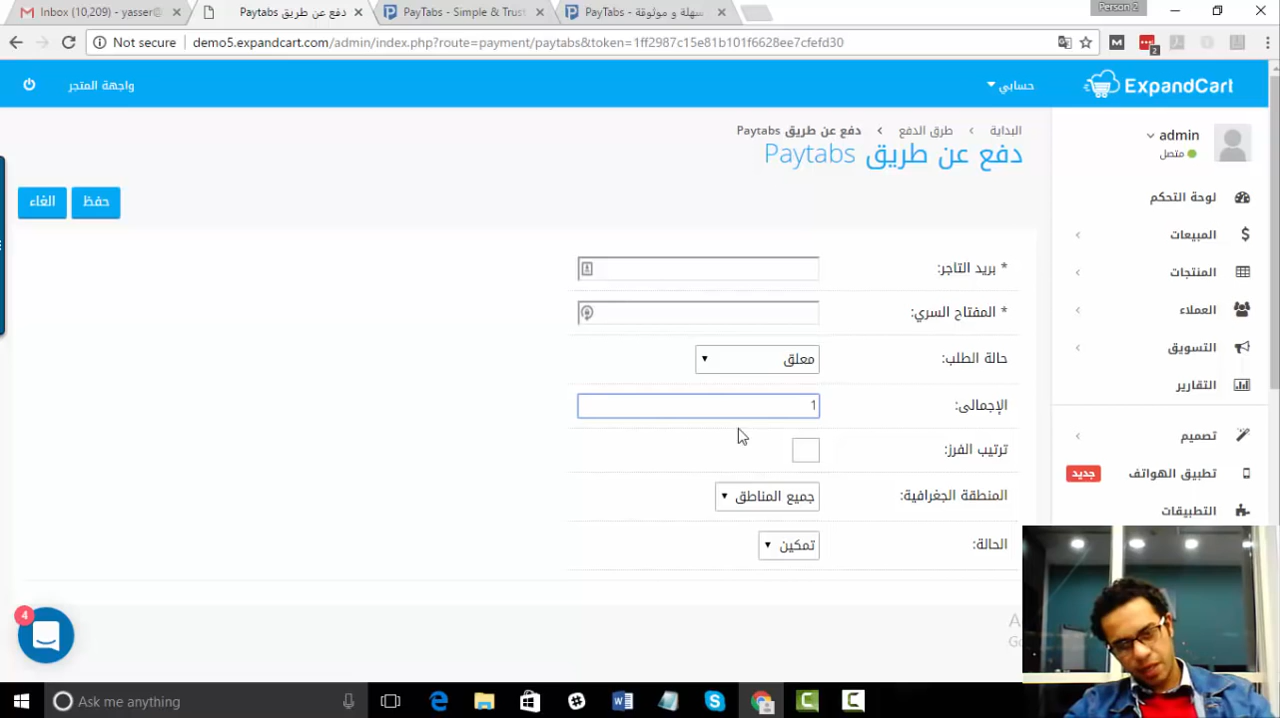 Inbox (10,209) - yasser@
دفع عن طريق Paytabs
PayTabs - Simple & Trust
PayTabs - سهلة و موثوقة
Person 2
Not secure
demo5.expandcart.com/admin/index.php?route=payment/paytabs&token=1ff2987c15e81b101f6628ee7cfefd30
ExpandCart
حسابي
واجهة المتجر
البداية > طرق الدفع > دفع عن طريق Paytabs
دفع عن طريق Paytabs
حفظ
الغاء
admin
متصل
لوحة التحكم
المبيعات
المنتجات
العملاء
التسويق
التقارير
تصميم
تطبيق الهواتف
جديد
التطبيقات
* بريد التاجر:
* المفتاح السري:
حالة الطلب:
معلق
الإجمالى:
1
ترتيب الفرز:
المنطقة الجغرافية:
جميع المناطق
الحالة:
تمكين
4
Ask me anything